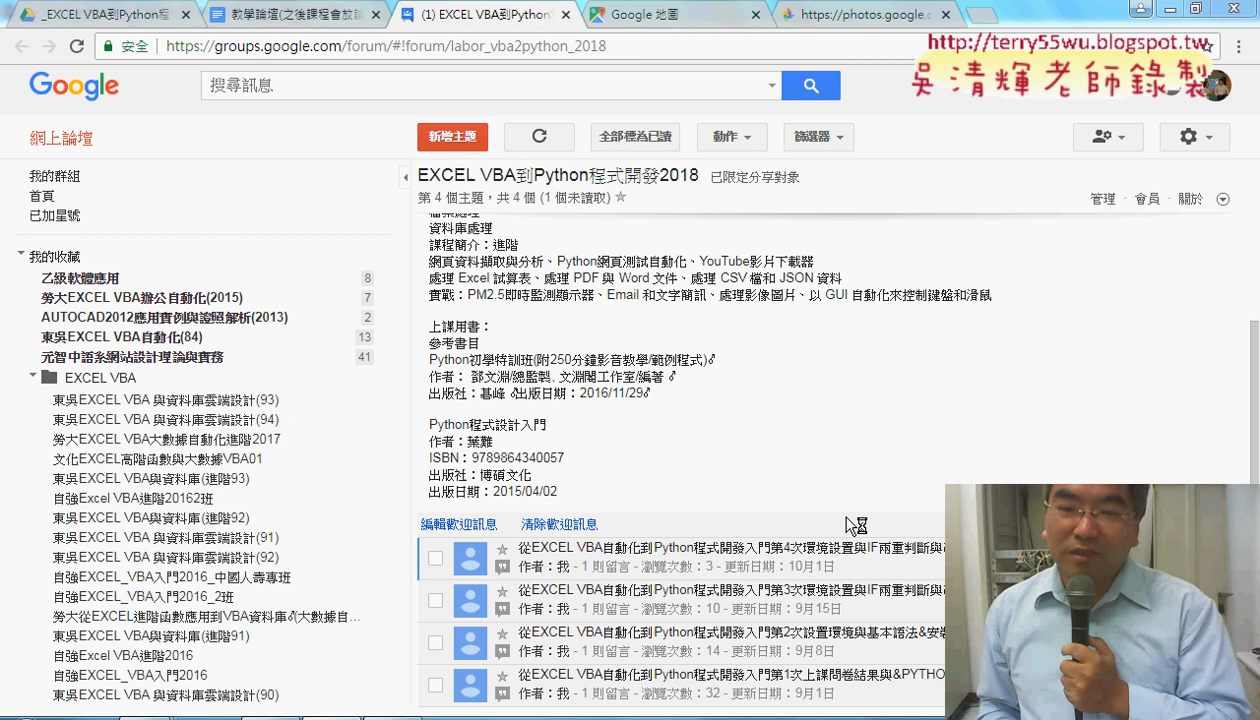 _EXCEL VBA到Python程
教學論壇(之後課程會放論
(1) EXCEL VBA到Python
Google 地圖
https://photos.google.c
安全
https://groups.google.com/forum/#!forum/labor_vba2python_2018
http://terry55wu.blogspot.tw
吳清輝老師錄製
Google
搜尋訊息
網上論壇
新增主題
全部標為已讀
動作
篩選器
我的群組
首頁
已加星號
EXCEL VBA到Python程式開發2018 已限定分享對象
第 4 個主題，共 4 個 (1 個未讀取)
管理 · 會員 · 關於
我的收藏
乙級軟體應用 8
勞大EXCEL VBA辦公自動化(2015) 7
AUTOCAD2012應用實例與證照解析(2013) 2
東吳EXCEL VBA自動化(84) 13
元智中語系網站設計理論與實務 41
EXCEL VBA
東吳EXCEL VBA 與資料庫雲端設計(93)
東吳EXCEL VBA 與資料庫雲端設計(94)
勞大EXCEL VBA大數據自動化進階2017
文化EXCEL高階函數與大數據VBA01
東吳EXCEL VBA與資料庫(進階93)
自強Excel VBA進階20162班
東吳EXCEL VBA與資料庫(進階92)
東吳EXCEL VBA 與資料庫雲端設計(91)
東吳EXCEL VBA 與資料庫雲端設計(92)
自強EXCEL_VBA入門2016_中國人壽專班
自強EXCEL_VBA入門2016_2班
勞大從EXCEL進階函數應用到VBA資料庫(大數據自...
東吳EXCEL VBA與資料庫(進階91)
自強Excel VBA進階2016
自強EXCEL_VBA入門2016
東吳EXCEL VBA 與資料庫雲端設計(90)
檔案處理
資料庫處理
課程簡介：進階
網頁資料擷取與分析、Python網頁測試自動化、YouTube影片下載器
處理 Excel 試算表、處理 PDF 與 Word 文件、處理 CSV 檔和 JSON 資料
實戰：PM2.5即時監測顯示器、Email 和文字簡訊、處理影像圖片、以 GUI 自動化來控制鍵盤和滑鼠
上課用書：
參考書目
Python初學特訓班(附250分鐘影音教學/範例程式)
作者： 鄧文淵/總監製, 文淵閣工作室/編著
出版社：碁峰 出版日期：2016/11/29
Python程式設計入門
作者：葉難
ISBN：9789864340057
出版社：博碩文化
出版日期：2015/04/02
編輯歡迎訊息 清除歡迎訊息
從EXCEL VBA自動化到Python程式開發入門第4次環境設置與IF兩重判斷與
作者：我 - 1 則留言 - 瀏覽次數：3 - 更新日期：10月1日
從EXCEL VBA自動化到Python程式開發入門第3次環境設置與IF兩重判斷與
作者：我 - 1 則留言 - 瀏覽次數：10 - 更新日期：9月15日
從EXCEL VBA自動化到Python程式開發入門第2次設置環境與基本語法&安裝
作者：我 - 1 則留言 - 瀏覽次數：14 - 更新日期：9月8日
從EXCEL VBA自動化到Python程式開發入門第1次上課問卷結果與&PYTHO
作者：我 - 1 則留言 - 瀏覽次數：32 - 更新日期：9月1日